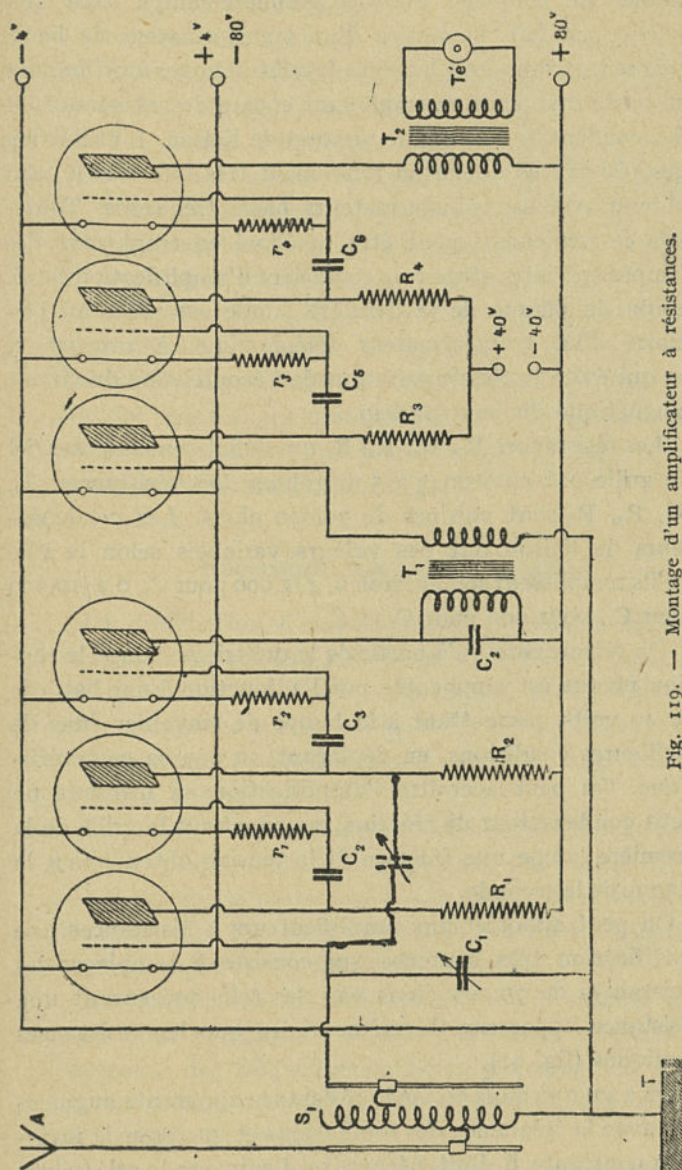 A
S₁
T
C₁
R₁
C₂
r₁
R₂
C₃
r₂
C₂
T₁
R₃
C₅
r₃
R₄
C₆
r₄
+ 40ᵛ
— 40ᵛ
T₂
Té
— 4ᵛ
+ 4ᵛ
— 80ᵛ
+ 80ᵛ
Fig. 119. — Montage d'un amplificateur à résistances.